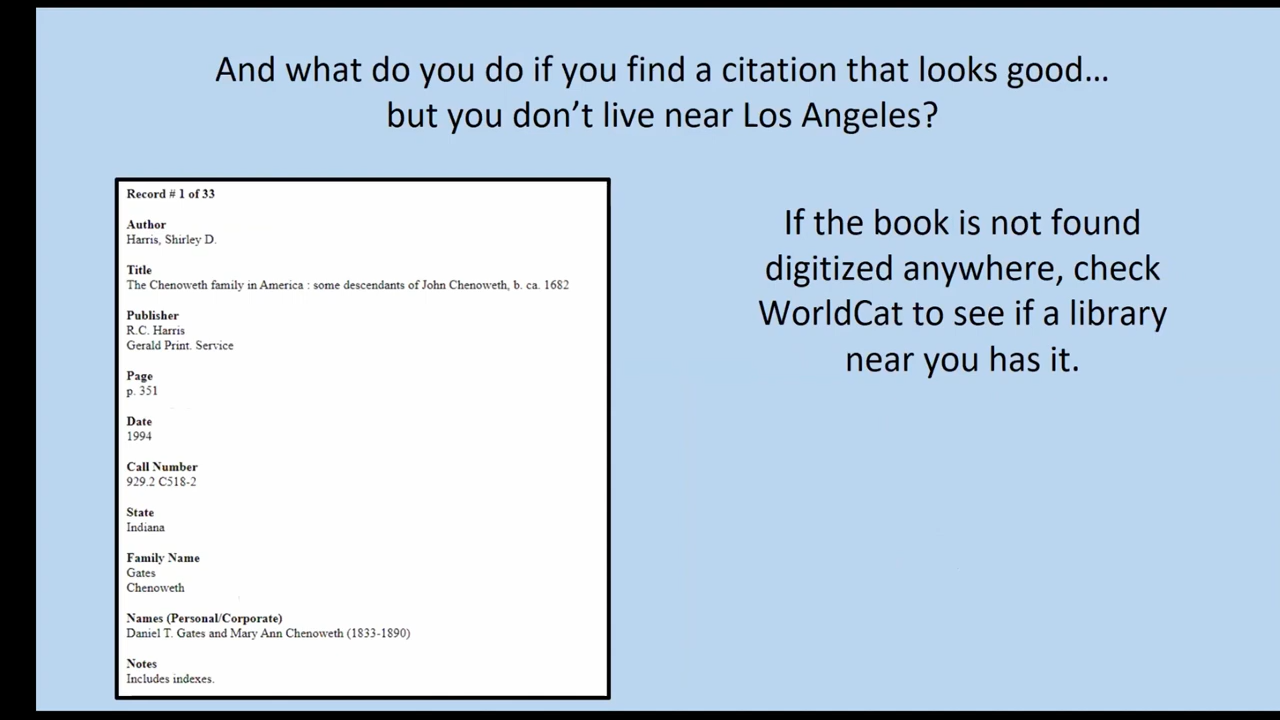 And what do you do if you find a citation that looks good…
but you don’t live near Los Angeles?
Record # 1 of 33
Author
Harris, Shirley D.
Title
The Chenoweth family in America : some descendants of John Chenoweth, b. ca. 1682
Publisher
R.C. Harris
Gerald Print. Service
Page
p. 351
Date
1994
Call Number
929.2 C518-2
State
Indiana
Family Name
Gates
Chenoweth
Names (Personal/Corporate)
Daniel T. Gates and Mary Ann Chenoweth (1833-1890)
Notes
Includes indexes.
If the book is not found
digitized anywhere, check
WorldCat to see if a library
near you has it.